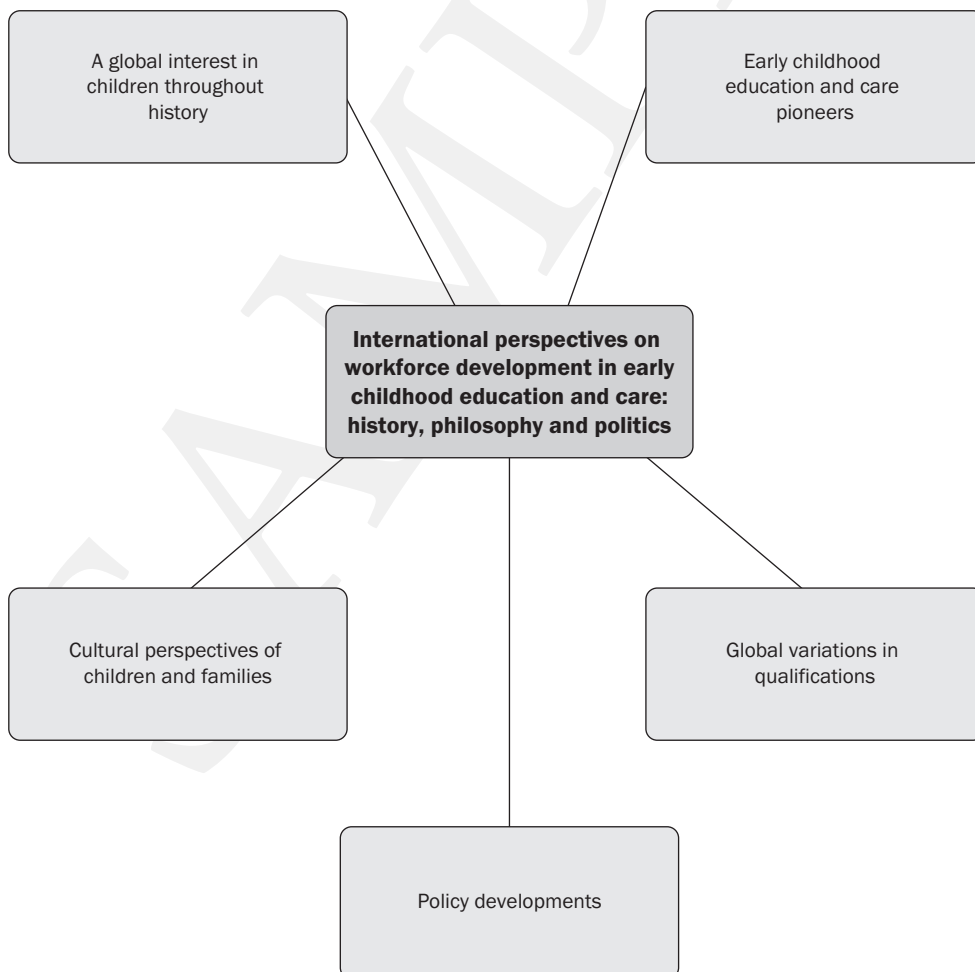 A global interest in
children throughout
history
Early childhood
education and care
pioneers
International perspectives on
workforce development in early
childhood education and care:
history, philosophy and politics
Cultural perspectives of
children and families
Global variations in
qualifications
Policy developments